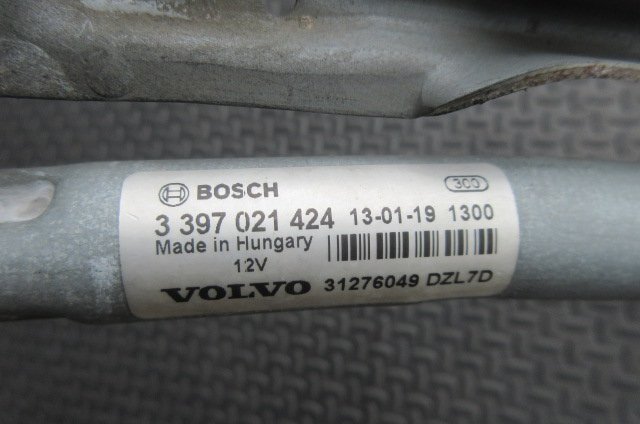 BOSCH 300
3 397 021 424 13-01-19 1300
Made in Hungary
12V
VOLVO 31276049 DZL7D